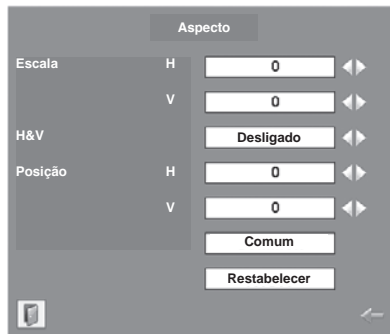 Aspecto
Escala H 0
V 0
H&V Desligado
Posição H 0
V 0
Comum
Restabelecer